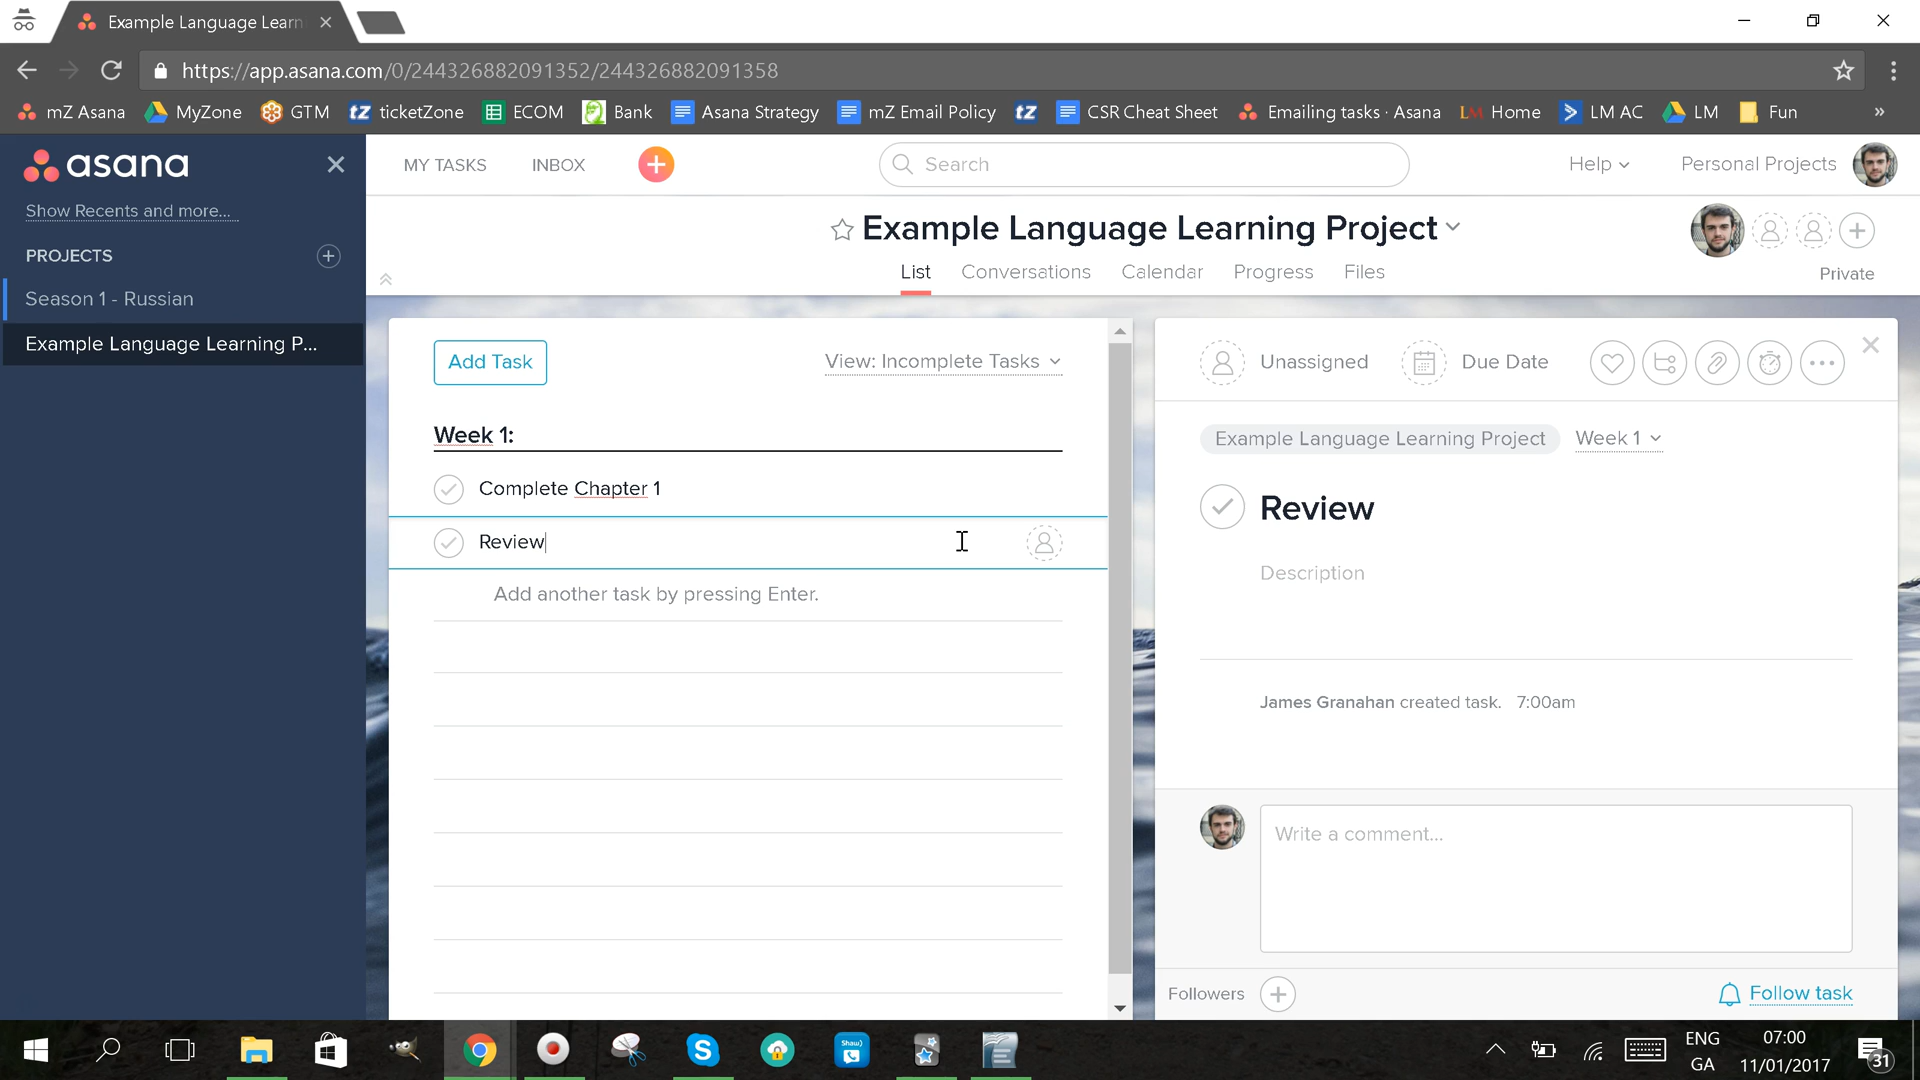 Example Language Learn
https://app.asana.com/0/244326882091352/244326882091358
mZ Asana
MyZone
GTM
tz ticketZone
ECOM
Bank
Asana Strategy
mZ Email Policy
tz
CSR Cheat Sheet
Emailing tasks · Asana
LM Home
LM AC
LM
Fun
»
asana
Show Recents and more...
PROJECTS
Season 1 - Russian
Example Language Learning P...
MY TASKS
INBOX
Search
Help
Personal Projects
Example Language Learning Project
List
Conversations
Calendar
Progress
Files
Private
Add Task
View: Incomplete Tasks
Week 1:
Complete Chapter 1
Review
Add another task by pressing Enter.
Unassigned
Due Date
Example Language Learning Project
Week 1
Review
Description
James Granahan created task. 7:00am
Write a comment...
Followers
Follow task
Shaw)
ENG
GA
07:00
11/01/2017
31